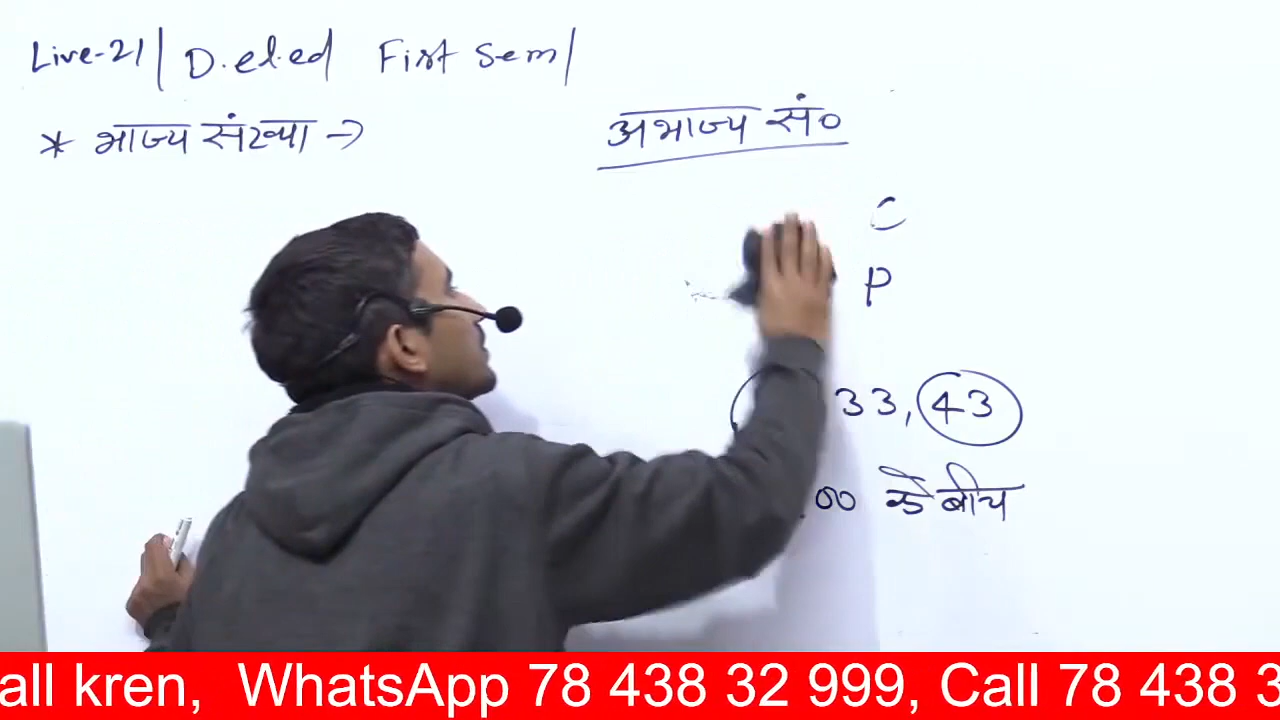 Live-21| D.el.ed First Sem|
* भाज्य संख्या →
अभाज्य सं०
C
P
33, 43
00 के बीच
all kren, WhatsApp 78 438 32 999, Call 78 438 3